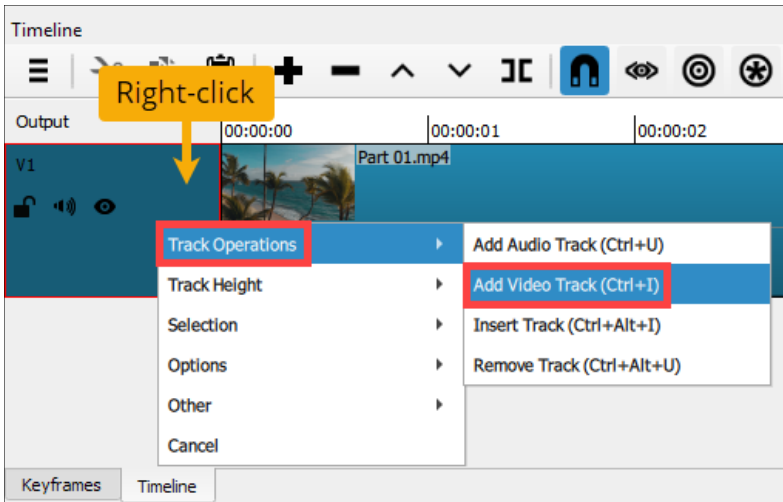 Timeline
Right-click
Output
00:00:00
00:00:01
00:00:02
V1
Part 01.mp4
Track Operations
Add Audio Track (Ctrl+U)
Track Height
Add Video Track (Ctrl+I)
Selection
Insert Track (Ctrl+Alt+I)
Options
Remove Track (Ctrl+Alt+U)
Other
Cancel
Keyframes
Timeline